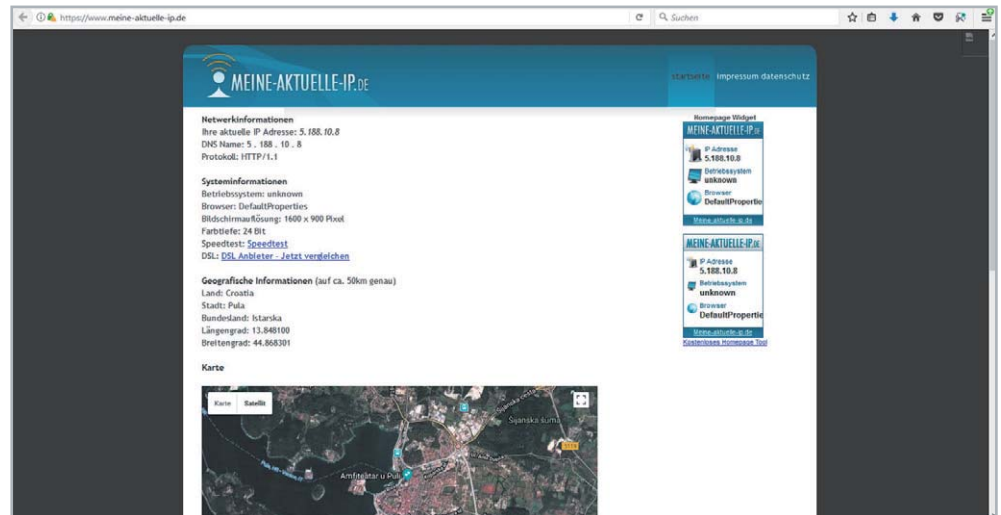 https://www.meine-aktuelle-ip.de
Suchen
MEINE-AKTUELLE-IP.DE
startseite impressum datenschutz
Netwerkinformationen
Ihre aktuelle IP Adresse: 5.188.10.8
DNS Name: 5 . 188 . 10 . 8
Protokoll: HTTP/1.1
Systeminformationen
Betriebssystem: unknown
Browser: DefaultProperties
Bildschirmauflösung: 1600 x 900 Pixel
Farbtiefe: 24 Bit
Speedtest: Speedtest
DSL: DSL Anbieter - Jetzt vergleichen
Geografische Informationen (auf ca. 50km genau)
Land: Croatia
Stadt: Pula
Bundesland: Istarska
Längengrad: 13.848100
Breitengrad: 44.868301
Karte
Karte Satellit
Šijanska cesta
Šijanska šuma
Amfiteatar u Puli
Homepage Widget
MEINE-AKTUELLE-IP.DE
IP Adresse
5.188.10.8
Betriebssystem
unknown
Browser
DefaultPropertie
Meine-aktuelle-ip.de
MEINE-AKTUELLE-IP.DE
IP Adresse
5.188.10.8
Betriebssystem
unknown
Browser
DefaultPropertie
Meine-aktuelle-ip.de
Kostenloses Homepage Tool